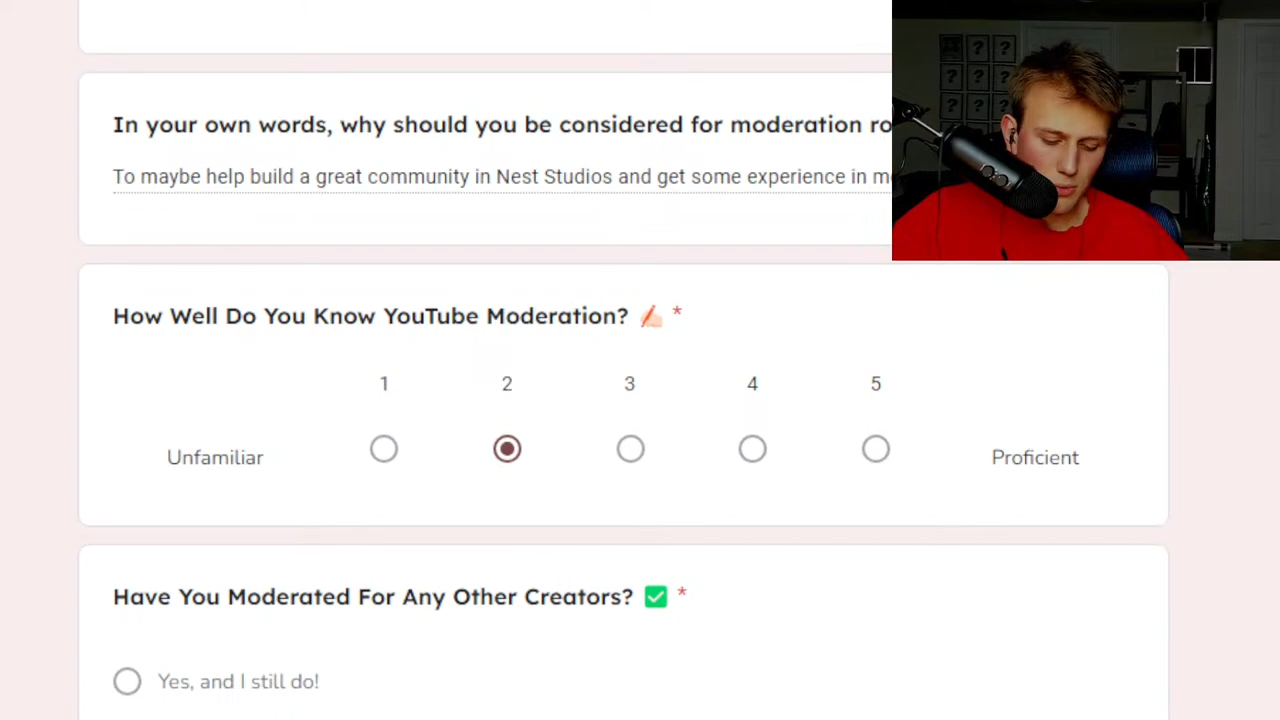 In your own words, why should you be considered for moderation
To maybe help build a great community in Nest Studios and get some experience in
How Well Do You Know YouTube Moderation? ✍🏻 *
1 2 3 4 5
Unfamiliar Proficient
Have You Moderated For Any Other Creators? ✅ *
Yes, and I still do!
? ?
? ? ?
? ? ?